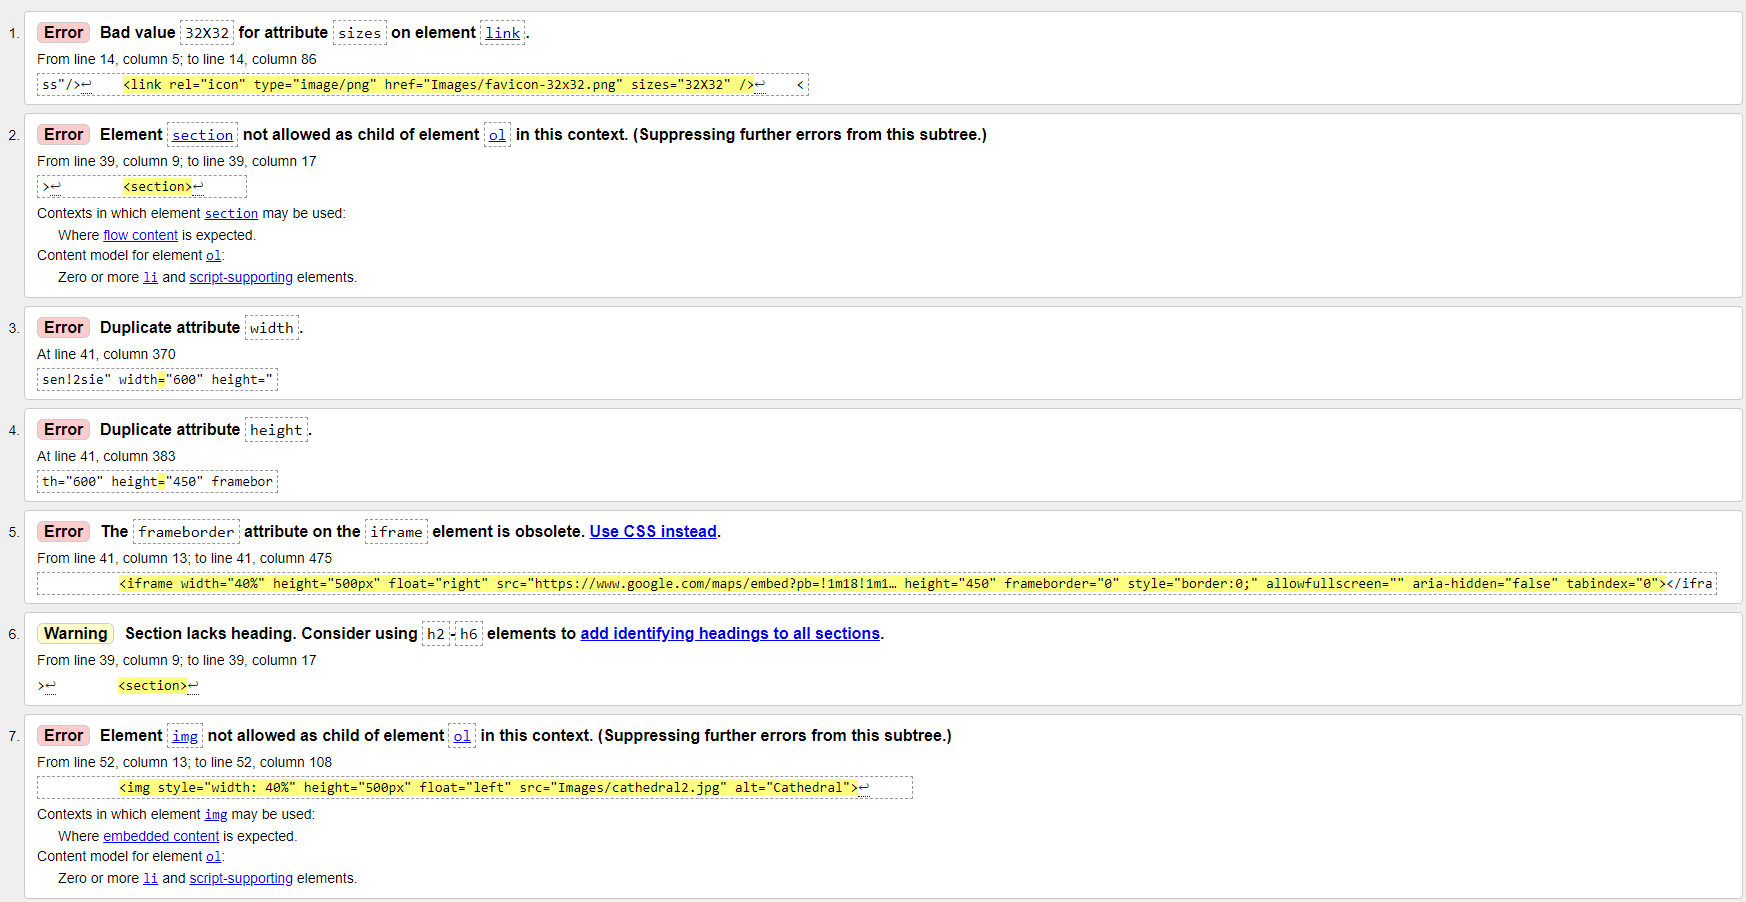 1. Error Bad value 32X32 for attribute sizes on element link.
From line 14, column 5; to line 14, column 86
ss"/>↩ <link rel="icon" type="image/png" href="Images/favicon-32x32.png" sizes="32X32" />↩ <
2. Error Element section not allowed as child of element ol in this context. (Suppressing further errors from this subtree.)
From line 39, column 9; to line 39, column 17
>↩ <section>↩
Contexts in which element section may be used:
Where flow content is expected.
Content model for element ol:
Zero or more li and script-supporting elements.
3. Error Duplicate attribute width.
At line 41, column 370
sen!2sie" width="600" height="
4. Error Duplicate attribute height.
At line 41, column 383
th="600" height="450" framebor
5. Error The frameborder attribute on the iframe element is obsolete. Use CSS instead.
From line 41, column 13; to line 41, column 475
<iframe width="40%" height="500px" float="right" src="https://www.google.com/maps/embed?pb=!1m18!1m1… height="450" frameborder="0" style="border:0;" allowfullscreen="" aria-hidden="false" tabindex="0"></ifra
6. Warning Section lacks heading. Consider using h2-h6 elements to add identifying headings to all sections.
From line 39, column 9; to line 39, column 17
>↩ <section>↩
7. Error Element img not allowed as child of element ol in this context. (Suppressing further errors from this subtree.)
From line 52, column 13; to line 52, column 108
<img style="width: 40%" height="500px" float="left" src="Images/cathedral2.jpg" alt="Cathedral">↩
Contexts in which element img may be used:
Where embedded content is expected.
Content model for element ol:
Zero or more li and script-supporting elements.